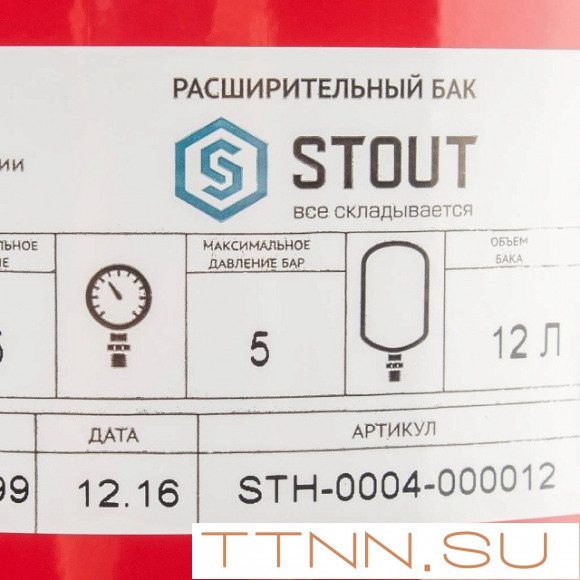 РАСШИРИТЕЛЬНЫЙ БАК
STOUT
все складывается
МАКСИМАЛЬНОЕ
ДАВЛЕНИЕ БАР
ОБЪЕМ
БАКА
5
12 Л
ДАТА
АРТИКУЛ
99
12.16
STH-0004-000012
TTNN.SU